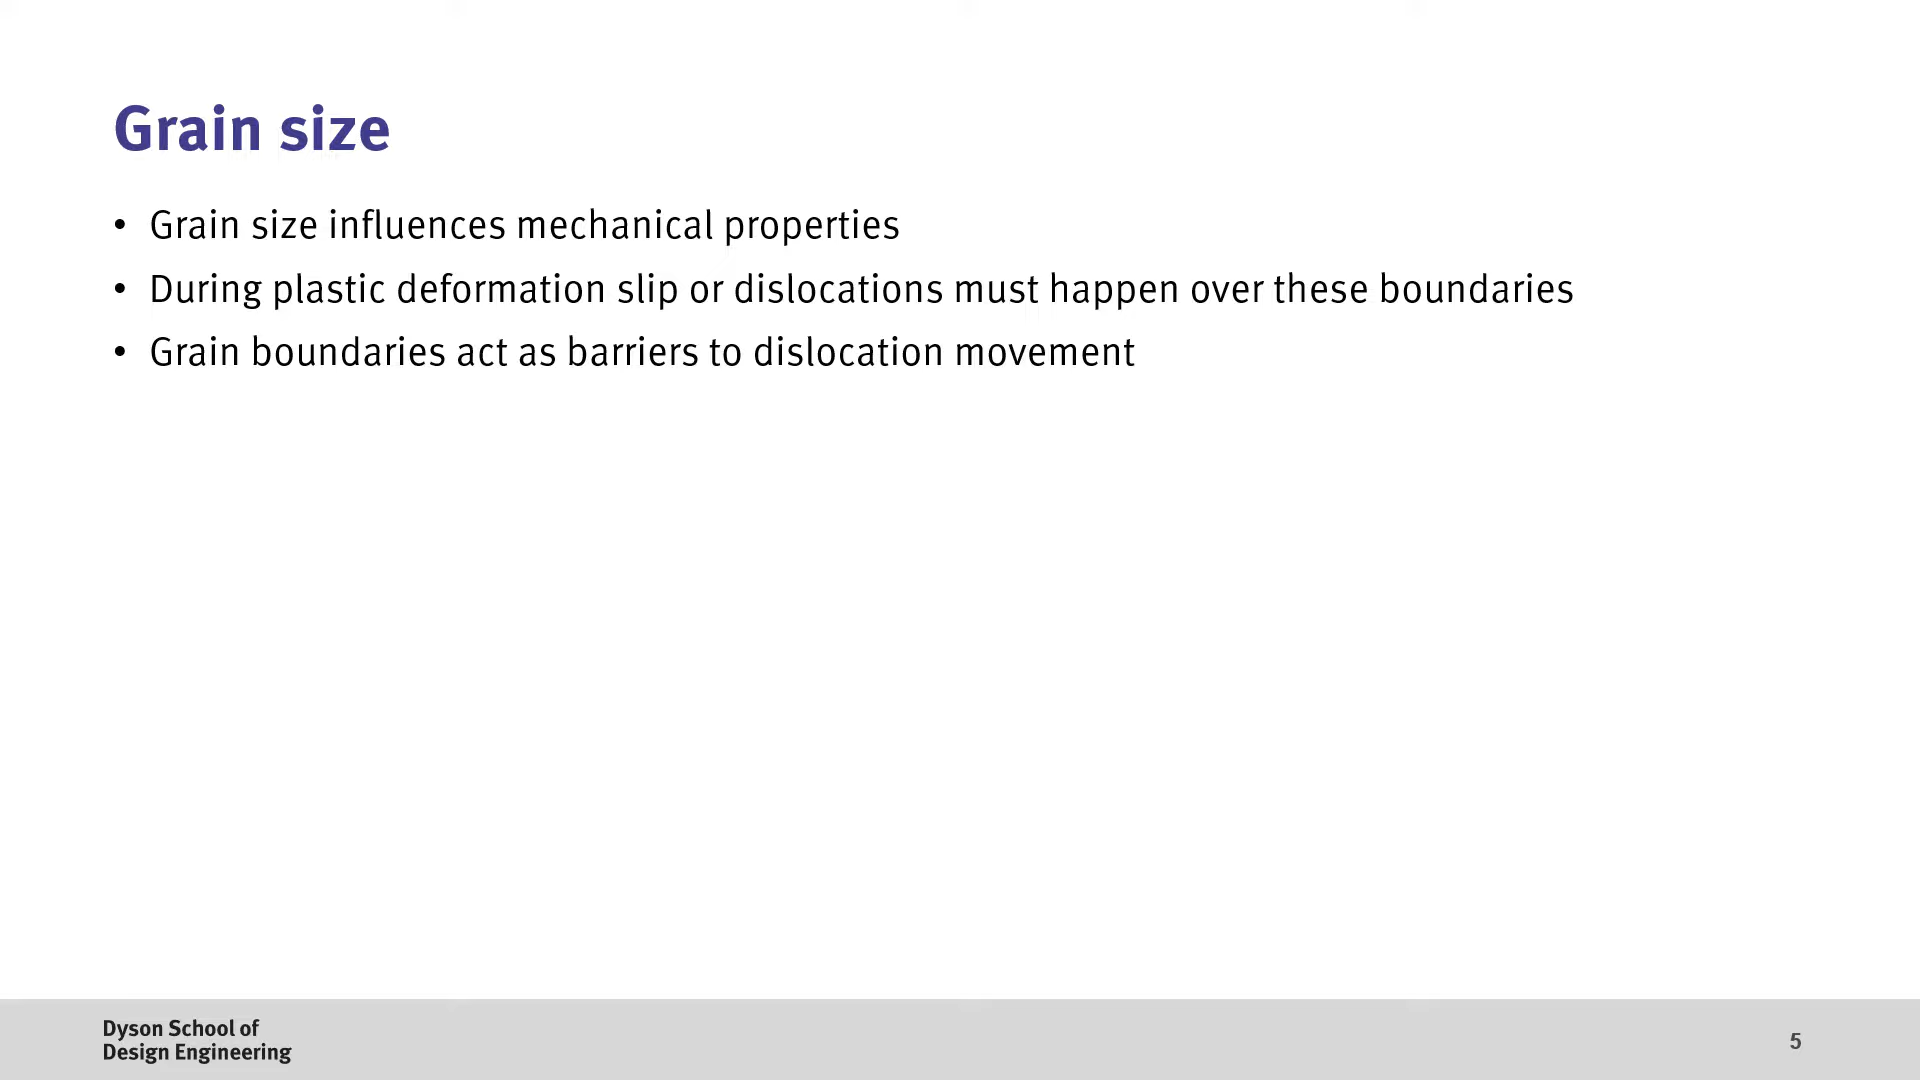 Grain size
• Grain size influences mechanical properties
• During plastic deformation slip or dislocations must happen over these boundaries
• Grain boundaries act as barriers to dislocation movement
Dyson School of
Design Engineering
5